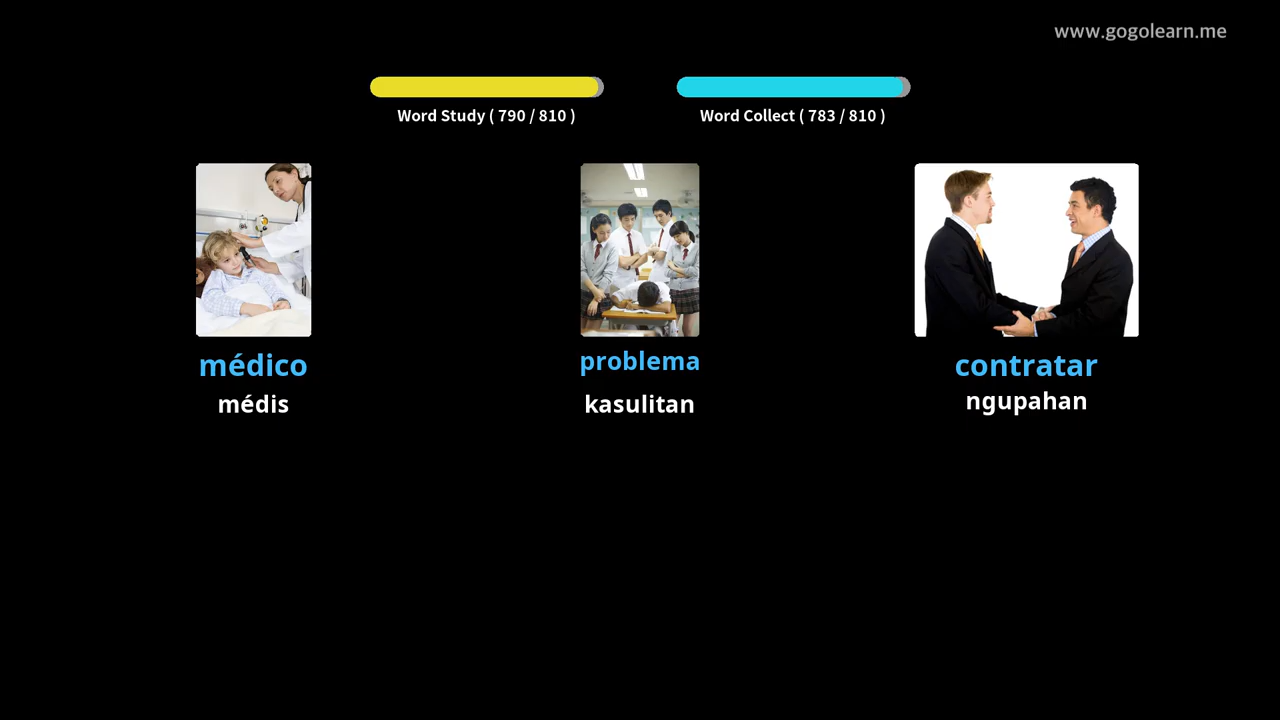 www.gogolearn.me
Word Study ( 790 / 810 )
Word Collect ( 783 / 810 )
médico
médis
problema
kasulitan
contratar
ngupahan